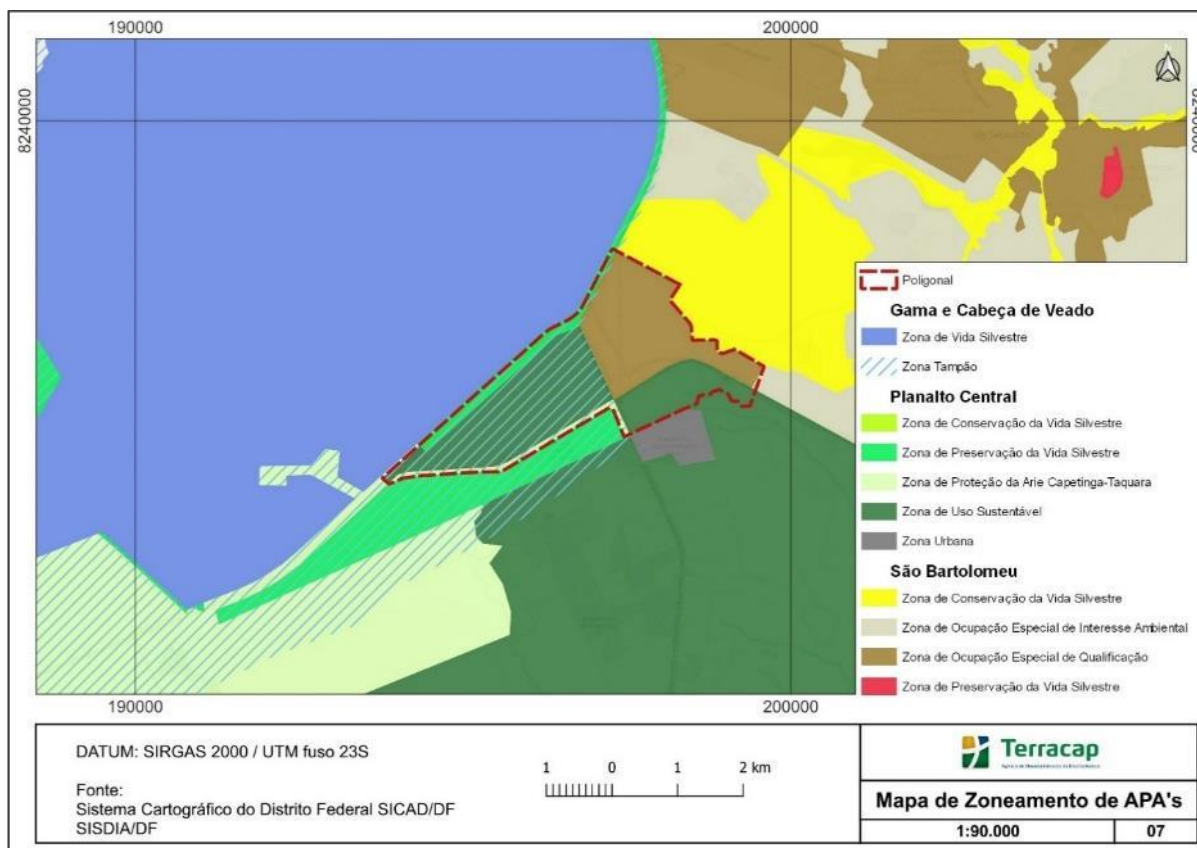 190000
200000
8240000
N
8240000
Poligonal
Gama e Cabeça de Veado
Zona de Vida Silvestre
Zona Tampão
Planalto Central
Zona de Conservação da Vida Silvestre
Zona de Preservação da Vida Silvestre
Zona de Proteção da Arie Capetinga-Taquara
Zona de Uso Sustentável
Zona Urbana
São Bartolomeu
Zona de Conservação da Vida Silvestre
Zona de Ocupação Especial de Interesse Ambiental
Zona de Ocupação Especial de Qualificação
Zona de Preservação da Vida Silvestre
190000
200000
DATUM: SIRGAS 2000 / UTM fuso 23S
Fonte:
Sistema Cartográfico do Distrito Federal SICAD/DF
SISDIA/DF
1 0 1 2 km
Terracap
Mapa de Zoneamento de APA's
1:90.000
07